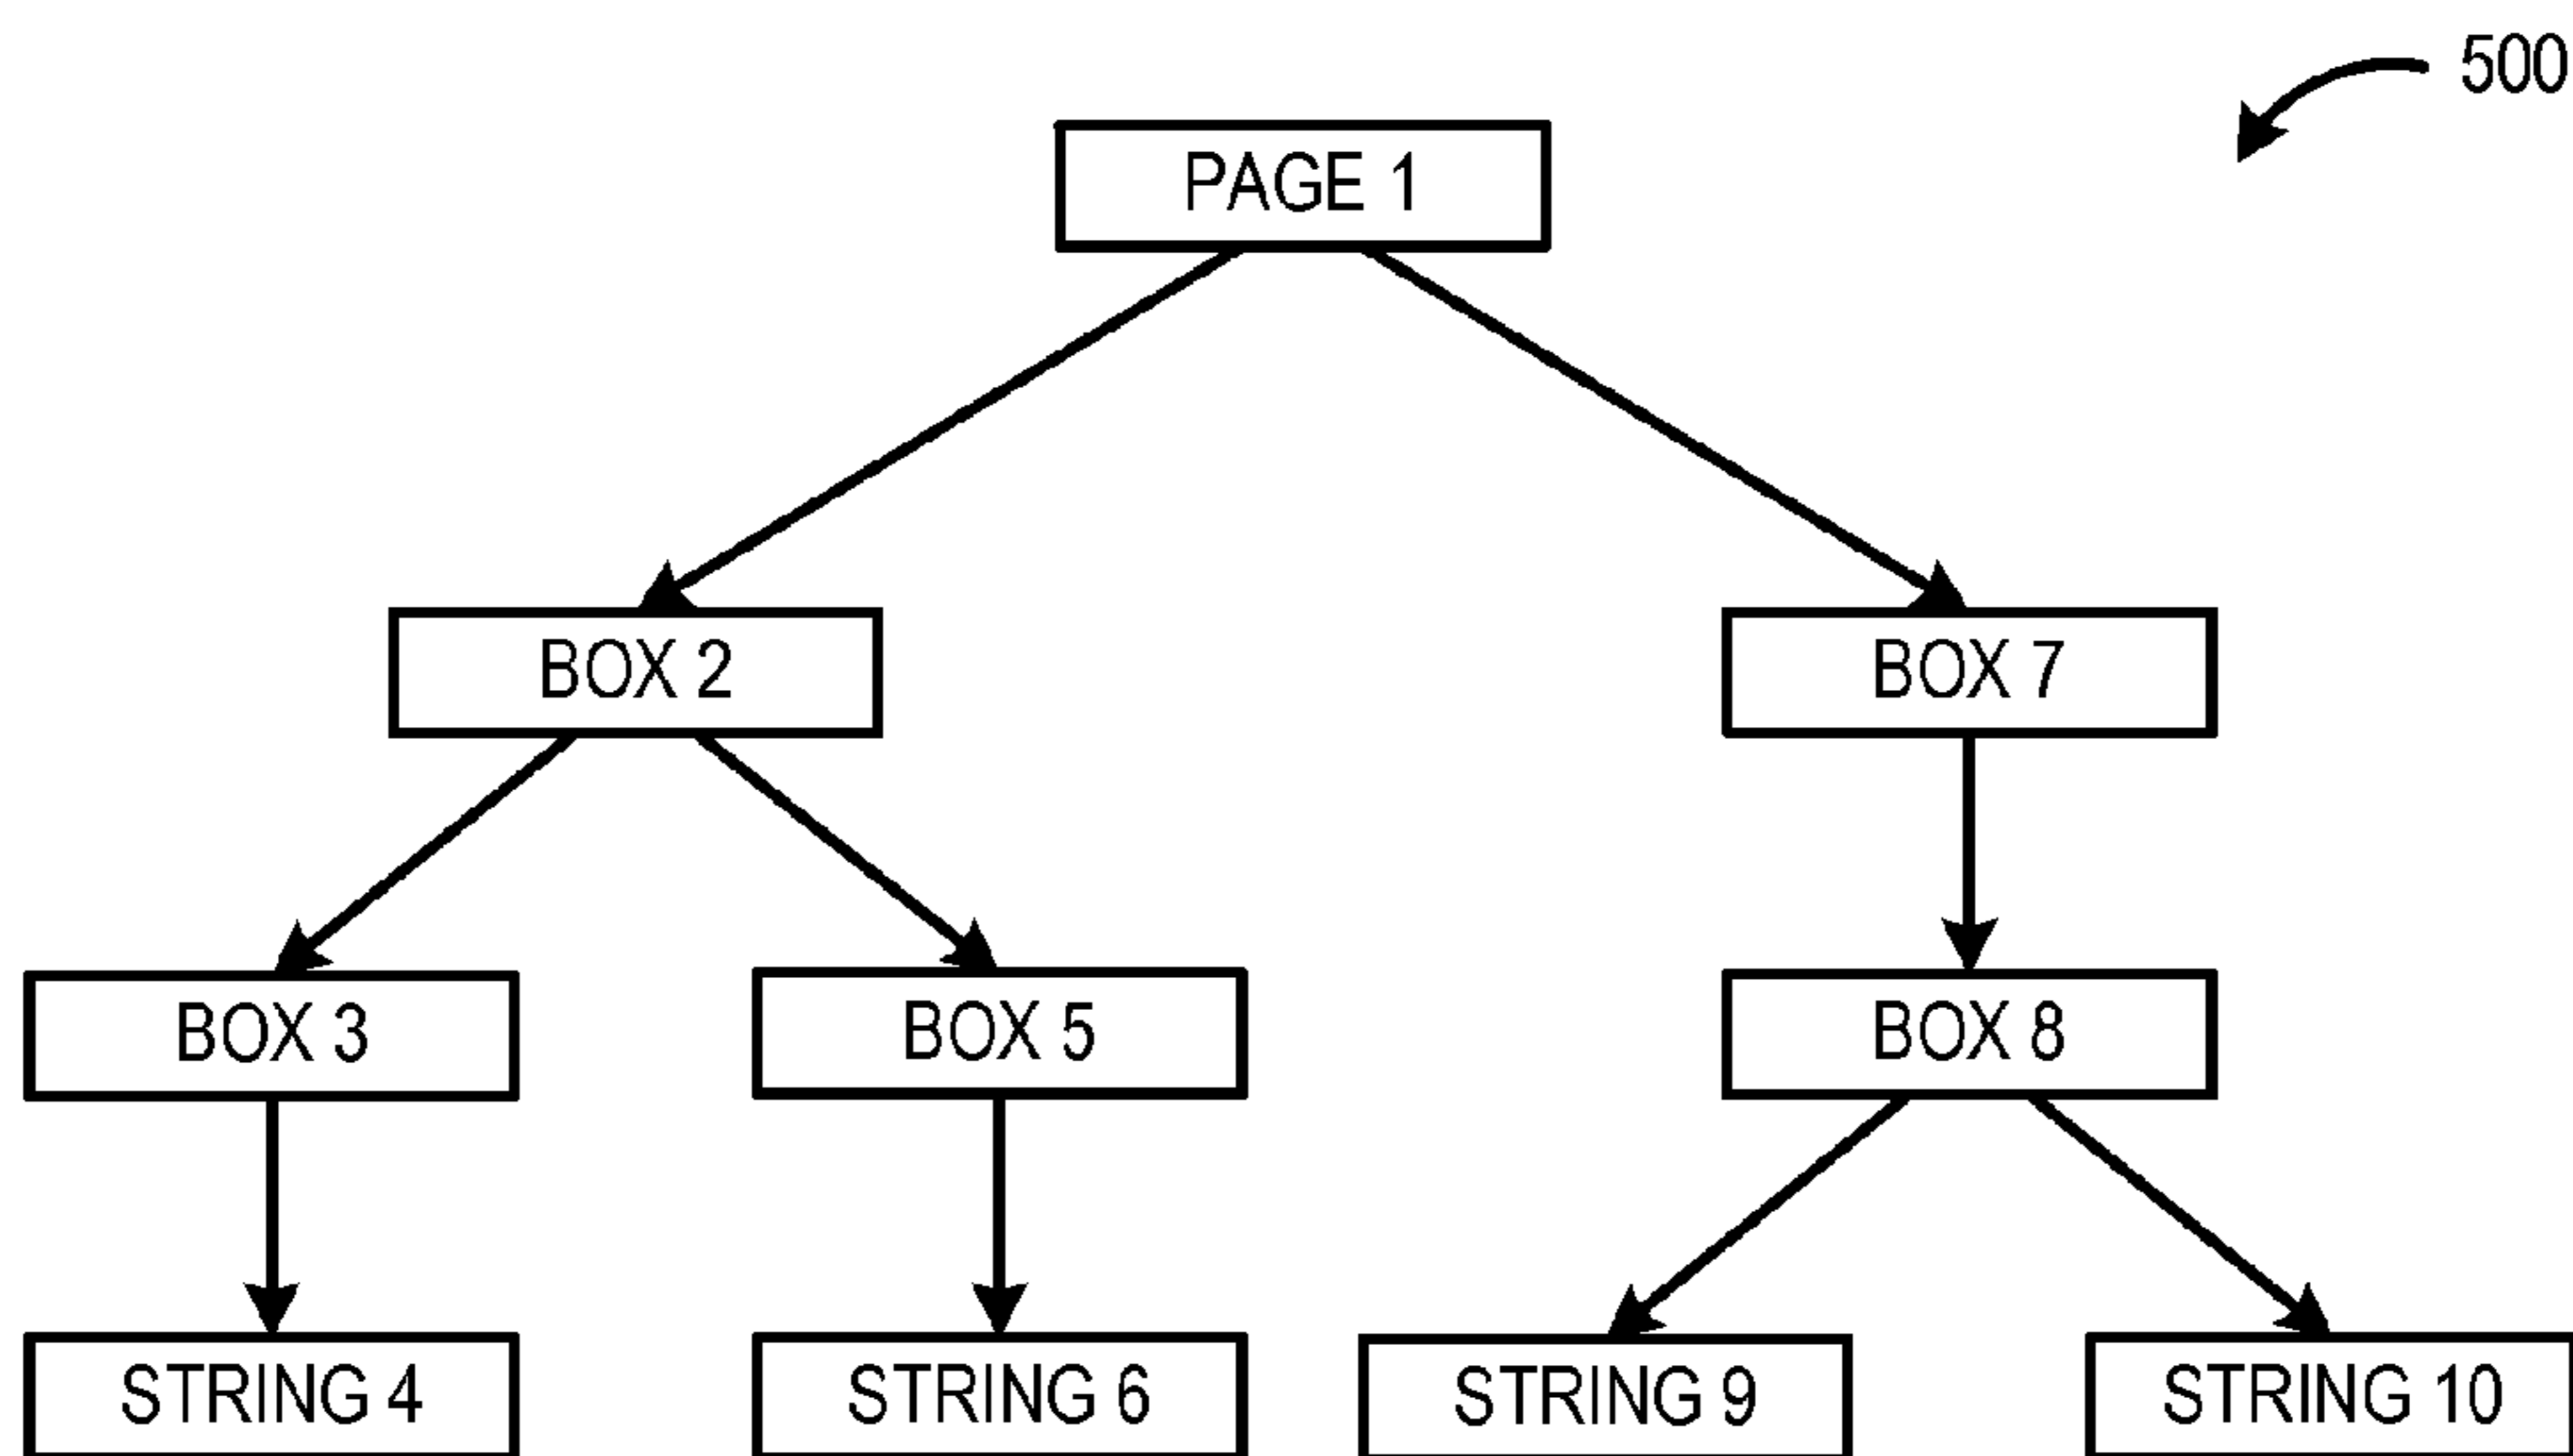 500
PAGE 1
BOX 2
BOX 7
BOX 3
BOX 5
BOX 8
STRING 4
STRING 6
STRING 9
STRING 10